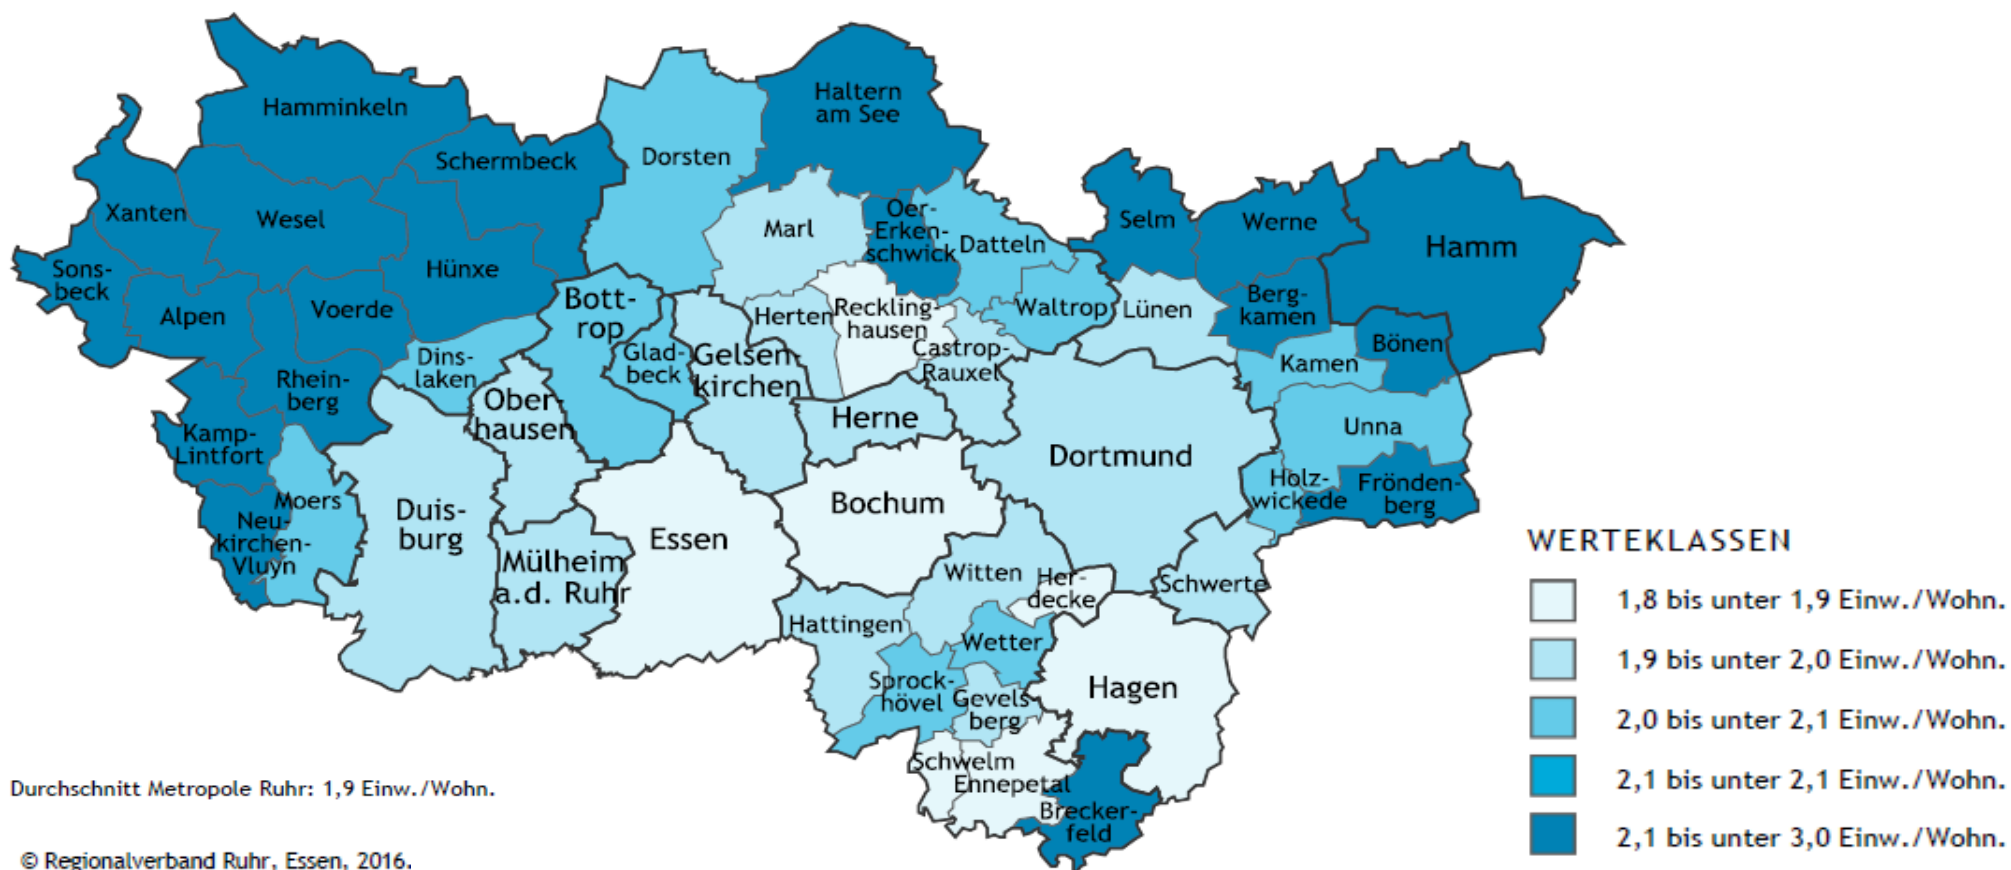 Hamminkeln
Haltern
am See
Schermbeck
Dorsten
Xanten
Wesel
Marl
Oer-
Erken-
schwick
Datteln
Selm
Werne
Hamm
Sons-
beck
Hünxe
Alpen
Voerde
Bott-
rop
Herten
Reckling-
hausen
Waltrop
Lünen
Berg-
kamen
Bönen
Dins-
laken
Glad-
beck
Gelsen-
kirchen
Castrop-
Rauxel
Kamen
Rhein-
berg
Ober-
hausen
Herne
Unna
Kamp-
Lintfort
Dortmund
Moers
Duis-
burg
Essen
Bochum
Holz-
wickede
Frönden-
berg
Neu-
kirchen-
Vluyn
Mülheim
a.d. Ruhr
Witten
Her-
decke
Schwerte
Hattingen
Wetter
Sprock-
hövel
Gevels-
berg
Hagen
Schwelm
Ennepetal
Brecker-
feld
WERTEKLASSEN
1,8 bis unter 1,9 Einw./Wohn.
1,9 bis unter 2,0 Einw./Wohn.
2,0 bis unter 2,1 Einw./Wohn.
2,1 bis unter 2,1 Einw./Wohn.
2,1 bis unter 3,0 Einw./Wohn.
Durchschnitt Metropole Ruhr: 1,9 Einw./Wohn.
© Regionalverband Ruhr, Essen, 2016.